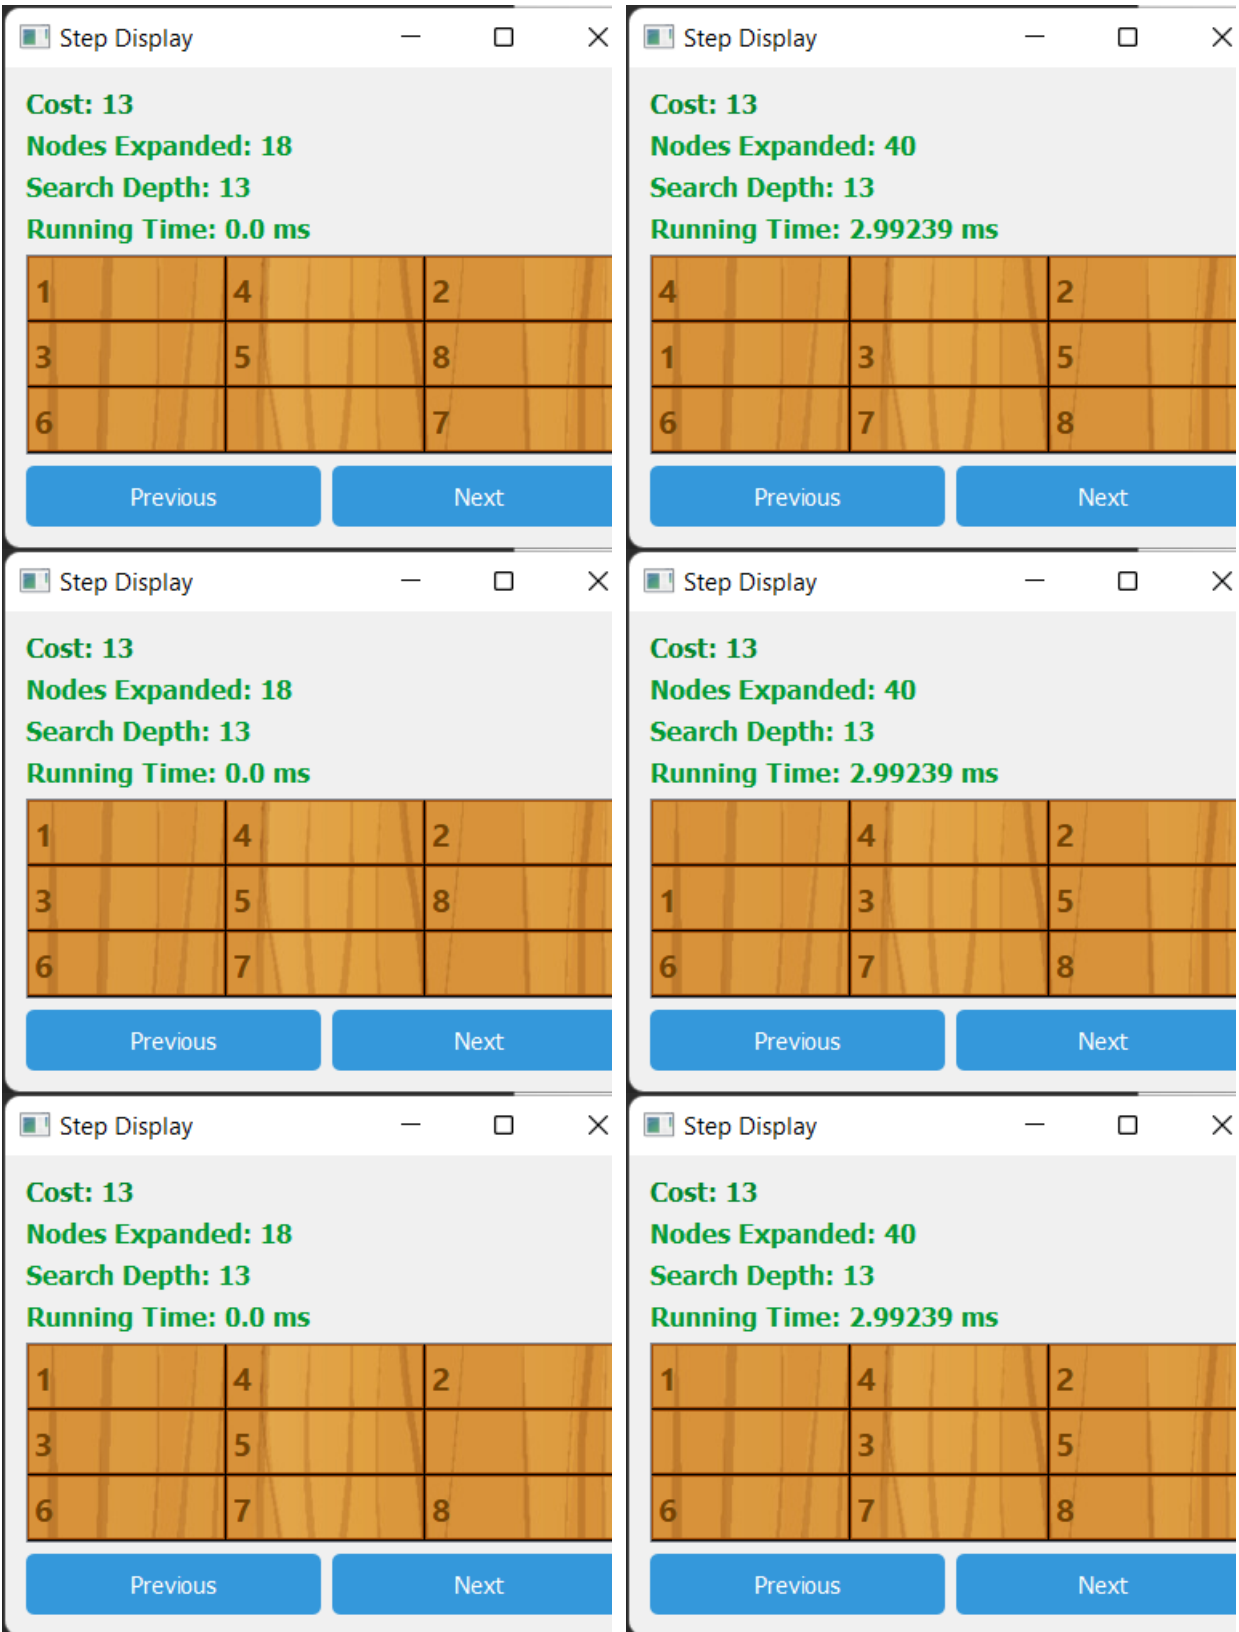 Step Display
Cost: 13
Nodes Expanded: 18
Search Depth: 13
Running Time: 0.0 ms
1 4 2
3 5 8
6 7
Previous Next
Step Display
Cost: 13
Nodes Expanded: 40
Search Depth: 13
Running Time: 2.99239 ms
4 2
1 3 5
6 7 8
Previous Next
Step Display
Cost: 13
Nodes Expanded: 18
Search Depth: 13
Running Time: 0.0 ms
1 4 2
3 5 8
6 7
Previous Next
Step Display
Cost: 13
Nodes Expanded: 40
Search Depth: 13
Running Time: 2.99239 ms
4 2
1 3 5
6 7 8
Previous Next
Step Display
Cost: 13
Nodes Expanded: 18
Search Depth: 13
Running Time: 0.0 ms
1 4 2
3 5
6 7 8
Previous Next
Step Display
Cost: 13
Nodes Expanded: 40
Search Depth: 13
Running Time: 2.99239 ms
1 4 2
3 5
6 7 8
Previous Next